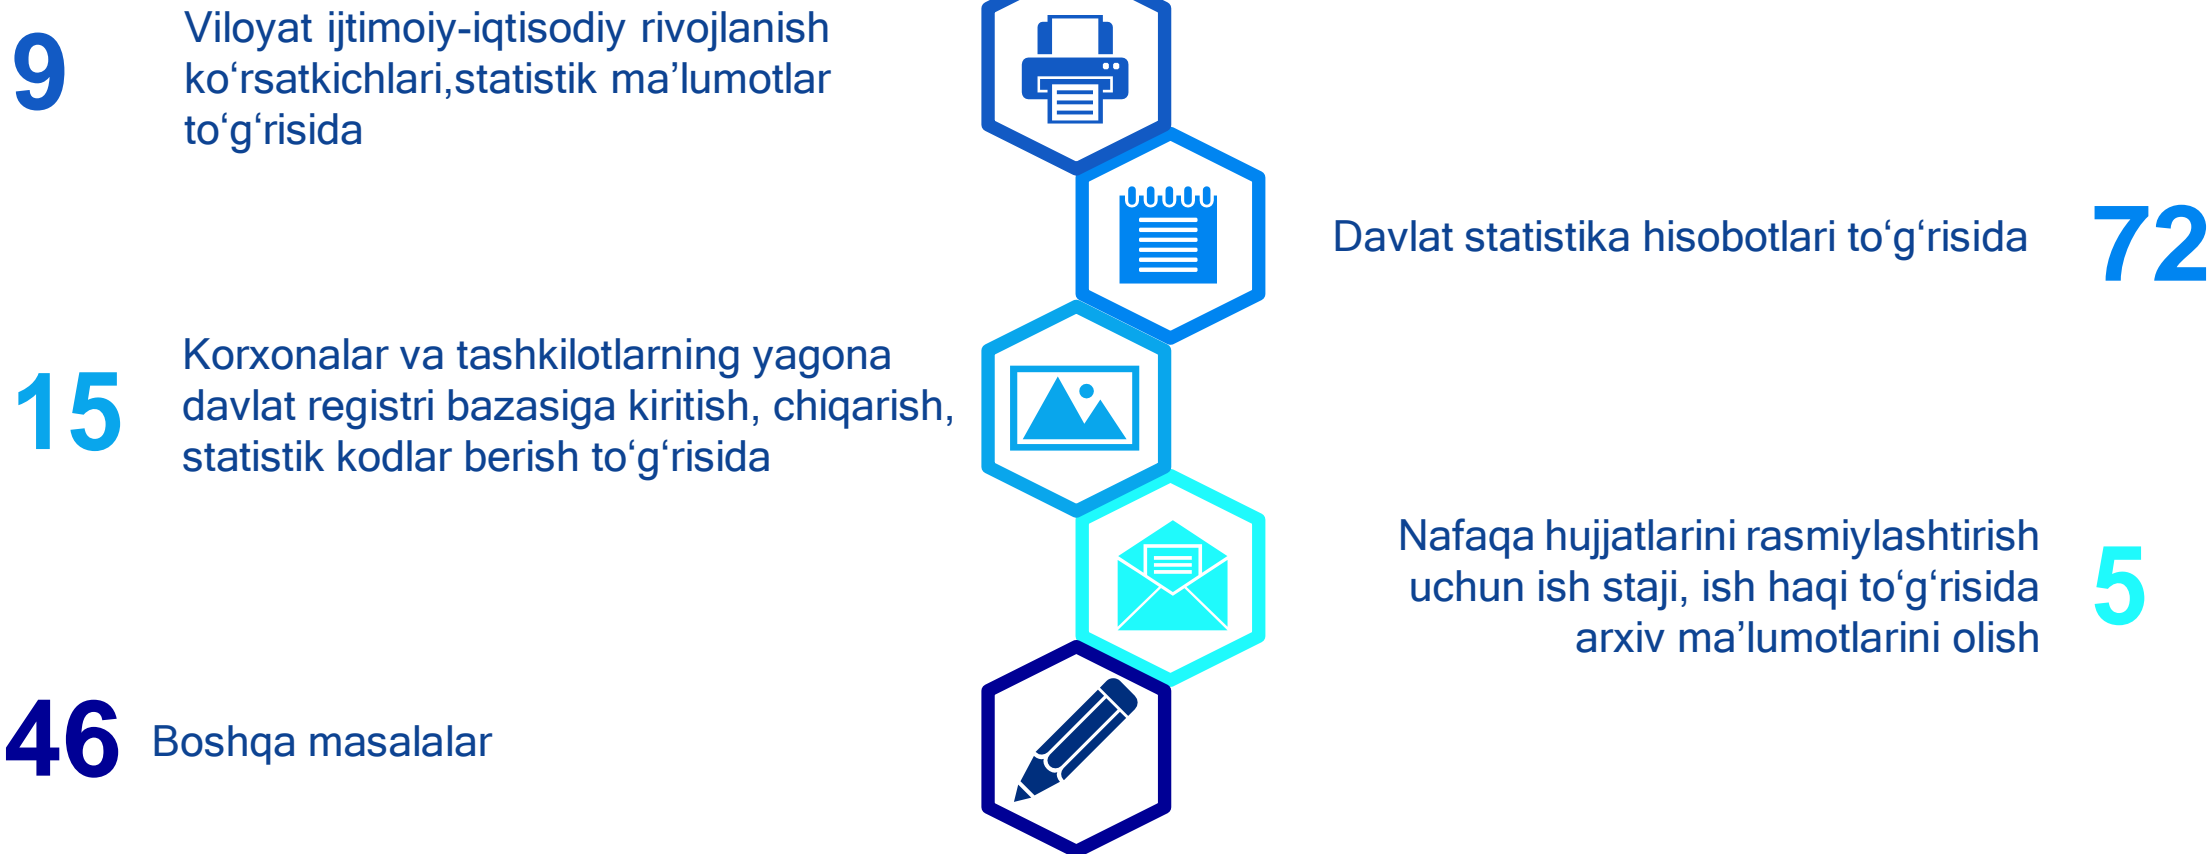 9
Viloyat ijtimoiy-iqtisodiy rivojlanish
ko‘rsatkichlari,statistik ma’lumotlar
to‘g‘risida
Davlat statistika hisobotlari to‘g‘risida
72
15
Korxonalar va tashkilotlarning yagona
davlat registri bazasiga kiritish, chiqarish,
statistik kodlar berish to‘g‘risida
Nafaqa hujjatlarini rasmiylashtirish
uchun ish staji, ish haqi to‘g‘risida
arxiv ma’lumotlarini olish
5
46
Boshqa masalalar